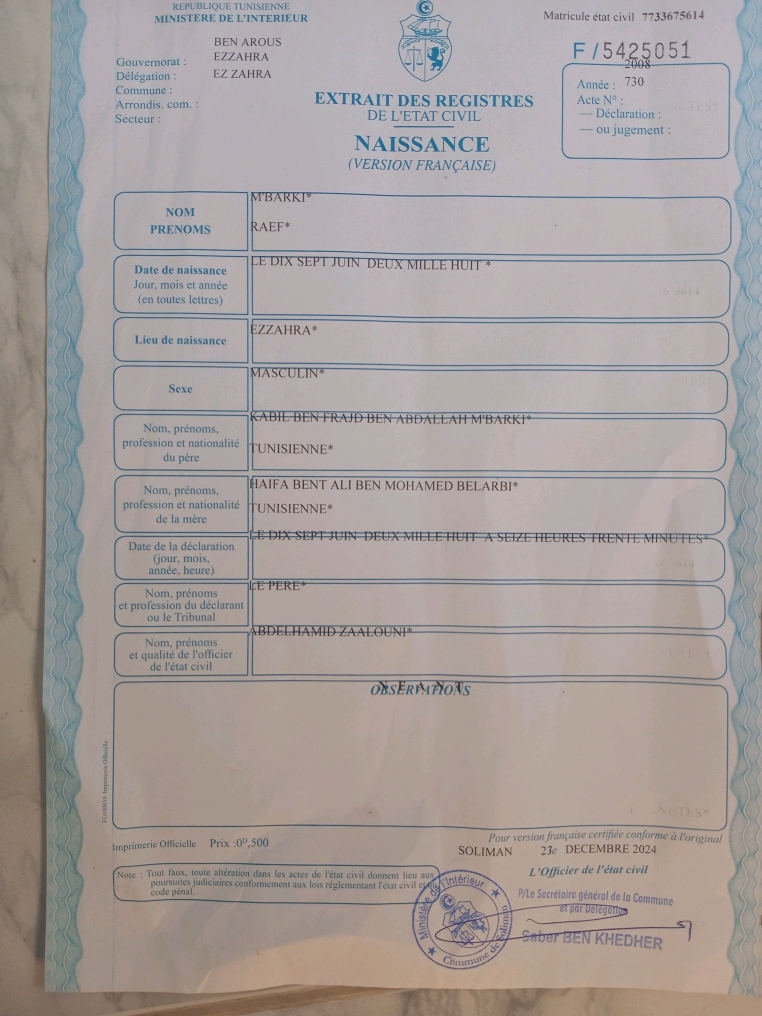 REPUBLIQUE TUNISIENNE
MINISTÈRE DE L'INTERIEUR
Matricule état civil 7733675614
BEN AROUS
Gouvernorat :
EZZAHRA
Délégation :
EZ ZAHRA
Commune :
Arrondis. com. :
Secteur :
F/5425051
2008
Année : 730
Acte N° :
— Déclaration :
— ou jugement :
EXTRAIT DES REGISTRES
DE L'ETAT CIVIL
NAISSANCE
(VERSION FRANÇAISE)
NOM
PRENOMS
M'BARKI*
RAEF*
Date de naissance
Jour, mois et année
(en toutes lettres)
LE DIX SEPT JUIN DEUX MILLE HUIT *
Lieu de naissance
EZZAHRA*
Sexe
MASCULIN*
Nom, prénoms,
profession et nationalité
du père
KABIL BEN FRAJD BEN ABDALLAH M'BARKI*
TUNISIENNE*
Nom, prénoms,
profession et nationalité
de la mère
HAIFA BENT ALI BEN MOHAMED BELARBI*
TUNISIENNE*
Date de la déclaration
(jour, mois,
année, heure)
LE DIX SEPT JUIN DEUX MILLE HUIT A SEIZE HEURES TRENTE MINUTES*
Nom, prénoms
et profession du déclarant
ou le Tribunal
LE PERE*
Nom, prénoms
et qualité de l'officier
de l'état civil
ABDELHAMID ZAALOUNI*
OBSERVATIONS
N E A N T
Imprimerie Officielle
Imprimerie Officielle Prix :0ᴰ,500
Pour version française certifiée conforme à l'original
SOLIMAN 23e DECEMBRE 2024
L'Officier de l'état civil
Note : Tout faux, toute altération dans les actes de l'état civil donnent lieu aux
poursuites judiciaires conformement aux lois réglementant l'état civil et
code pénal.
Ministère de l'Intérieur
Commune de Soliman
P/Le Secrétaire général de la Commune
et par Délégation
Saber BEN KHEDHER